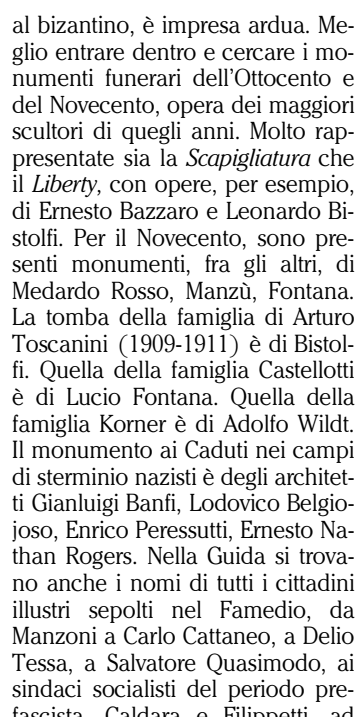 al bizantino, è impresa ardua. Me-
glio entrare dentro e cercare i mo-
numenti funerari dell'Ottocento e
del Novecento, opera dei maggiori
scultori di quegli anni. Molto rap-
presentate sia la Scapigliatura che
il Liberty, con opere, per esempio,
di Ernesto Bazzaro e Leonardo Bi-
stolfi. Per il Novecento, sono pre-
senti monumenti, fra gli altri, di
Medardo Rosso, Manzù, Fontana.
La tomba della famiglia di Arturo
Toscanini (1909-1911) è di Bistol-
fi. Quella della famiglia Castellotti
è di Lucio Fontana. Quella della
famiglia Korner è di Adolfo Wildt.
Il monumento ai Caduti nei campi
di sterminio nazisti è degli architet-
ti Gianluigi Banfi, Lodovico Belgio-
joso, Enrico Peressutti, Ernesto Na-
than Rogers. Nella Guida si trova-
no anche i nomi di tutti i cittadini
illustri sepolti nel Famedio, da
Manzoni a Carlo Cattaneo, a Delio
Tessa, a Salvatore Quasimodo, ai
sindaci socialisti del periodo pre-
fascista, Caldara e Filippetti, ad